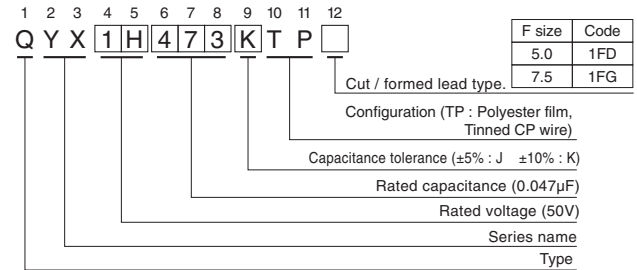 1 2 3 4 5 6 7 8 9 10 11 12
Q Y X 1 H 4 7 3 K T P
F size Code
5.0 1FD
7.5 1FG
Cut / formed lead type.
Configuration (TP : Polyester film,
Tinned CP wire)
Capacitance tolerance (±5% : J ±10% : K)
Rated capacitance (0.047µF)
Rated voltage (50V)
Series name
Type